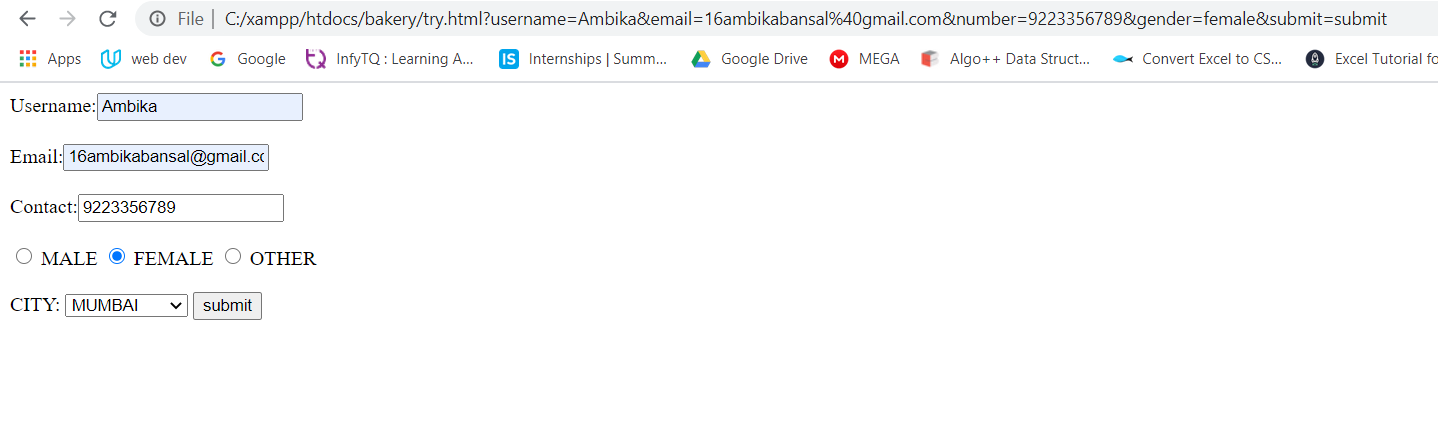 File | C:/xampp/htdocs/bakery/try.html?username=Ambika&email=16ambikabansal%40gmail.com&number=9223356789&gender=female&submit=submit
Apps web dev Google InfyTQ : Learning A... Internships | Summ... Google Drive MEGA Algo++ Data Struct... Convert Excel to CS... Excel Tutorial fo
Username: Ambika
Email: 16ambikabansal@gmail.co
Contact: 9223356789
MALE FEMALE OTHER
CITY: MUMBAI submit